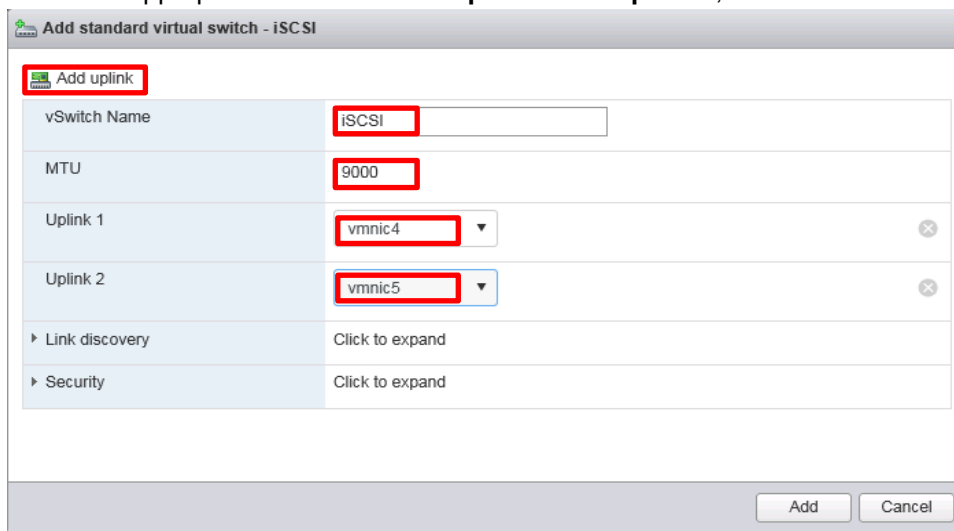 Add standard virtual switch - iSCSI
Add uplink
vSwitch Name
iSCSI
MTU
9000
Uplink 1
vmnic4
Uplink 2
vmnic5
Link discovery
Click to expand
Security
Click to expand
Add
Cancel